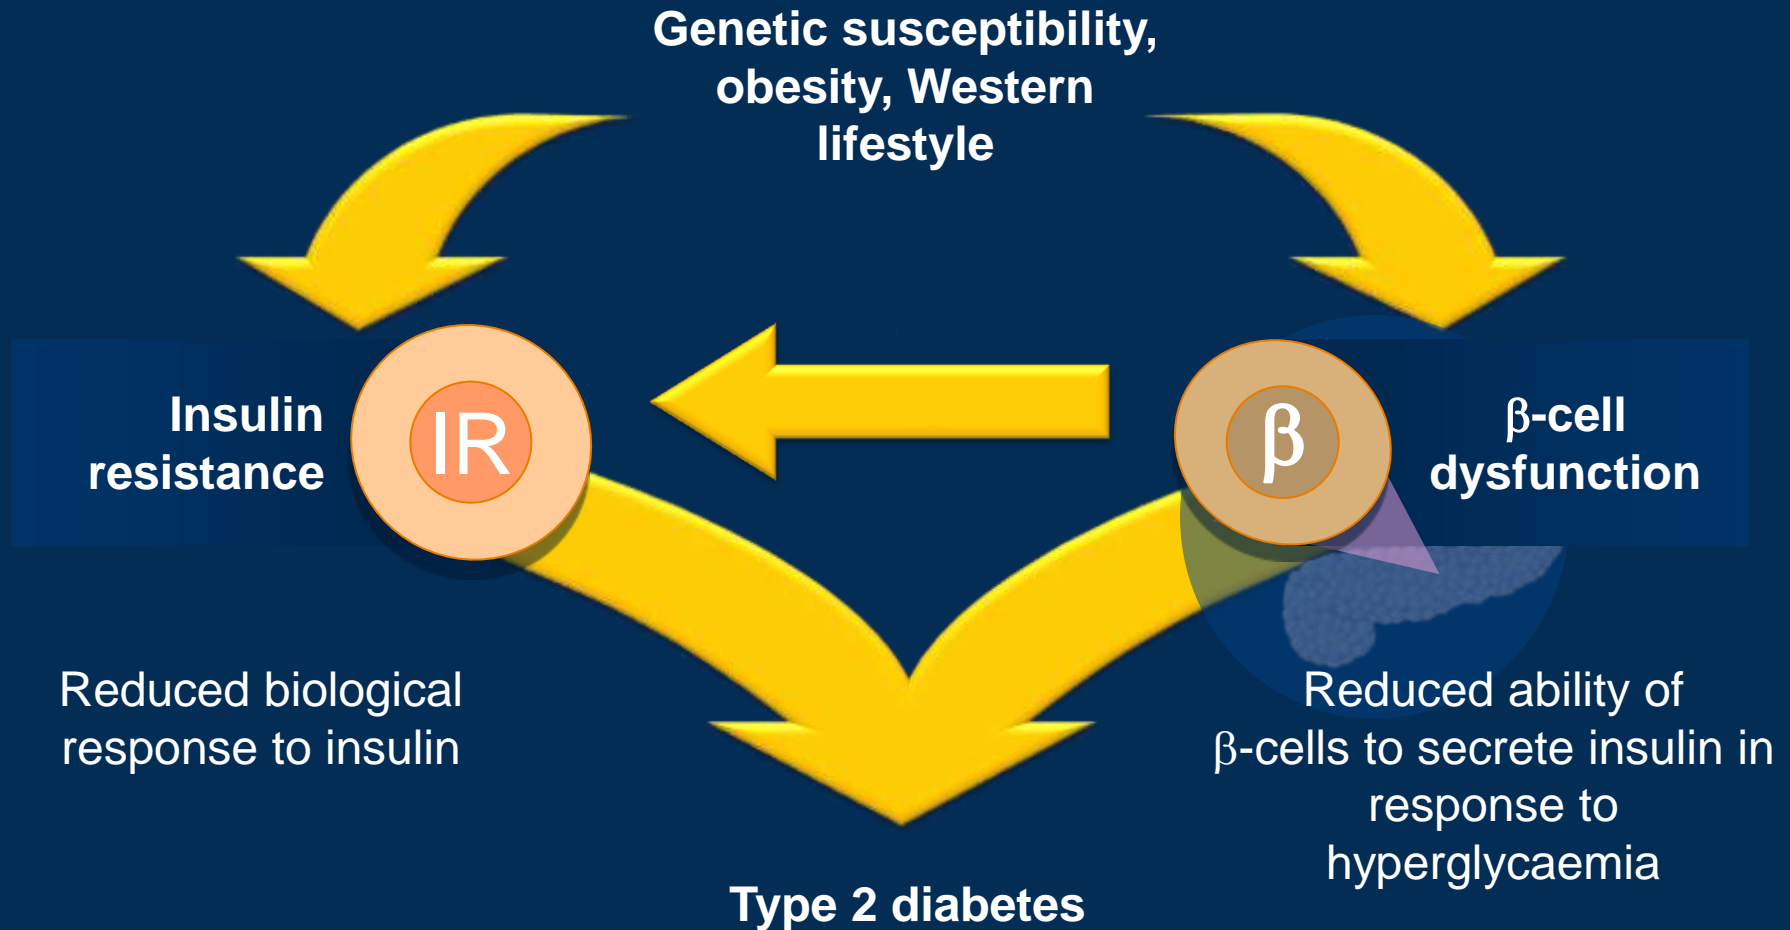 Genetic susceptibility,
obesity, Western
lifestyle
Insulin
resistance
IR
β
β-cell
dysfunction
Reduced biological
response to insulin
Reduced ability of
β-cells to secrete insulin in
response to
hyperglycaemia
Type 2 diabetes